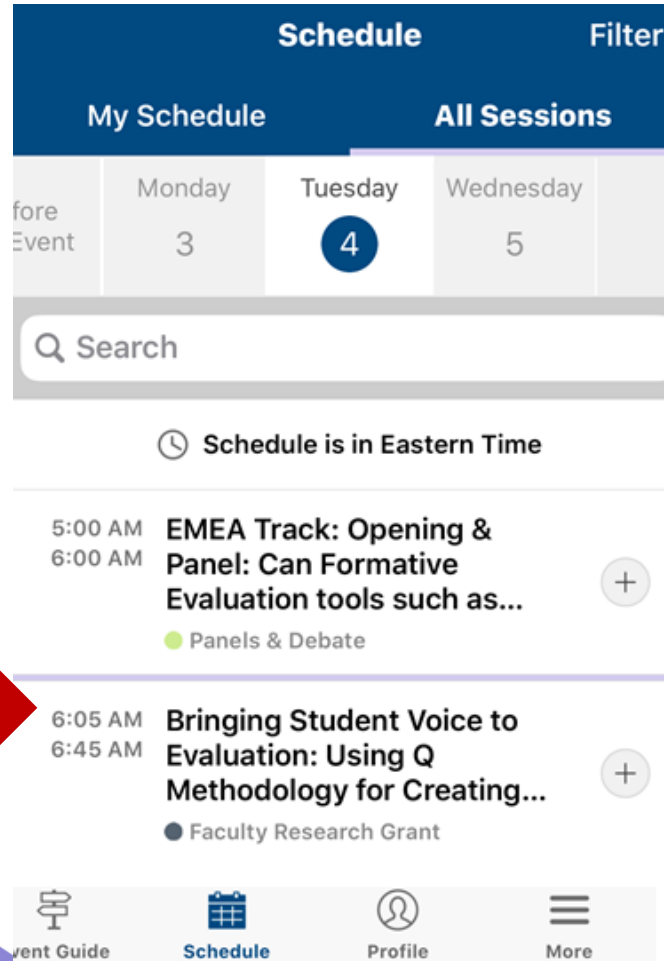 Schedule Filter
My Schedule All Sessions
fore Event
Monday 3
Tuesday 4
Wednesday 5
Search
Schedule is in Eastern Time
5:00 AM EMEA Track: Opening &
6:00 AM Panel: Can Formative
Evaluation tools such as...
Panels & Debate
6:05 AM Bringing Student Voice to
6:45 AM Evaluation: Using Q
Methodology for Creating...
Faculty Research Grant
vent Guide Schedule Profile More